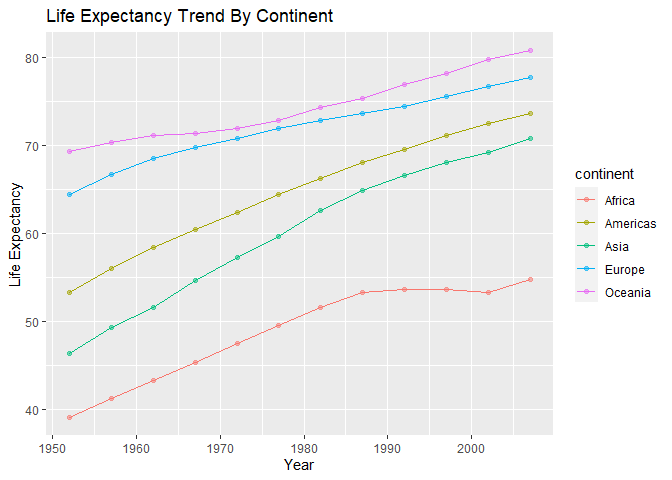 Life Expectancy Trend By Continent
80
70
60
50
40
Life Expectancy
1950 1960 1970 1980 1990 2000
Year
continent
Africa
Americas
Asia
Europe
Oceania